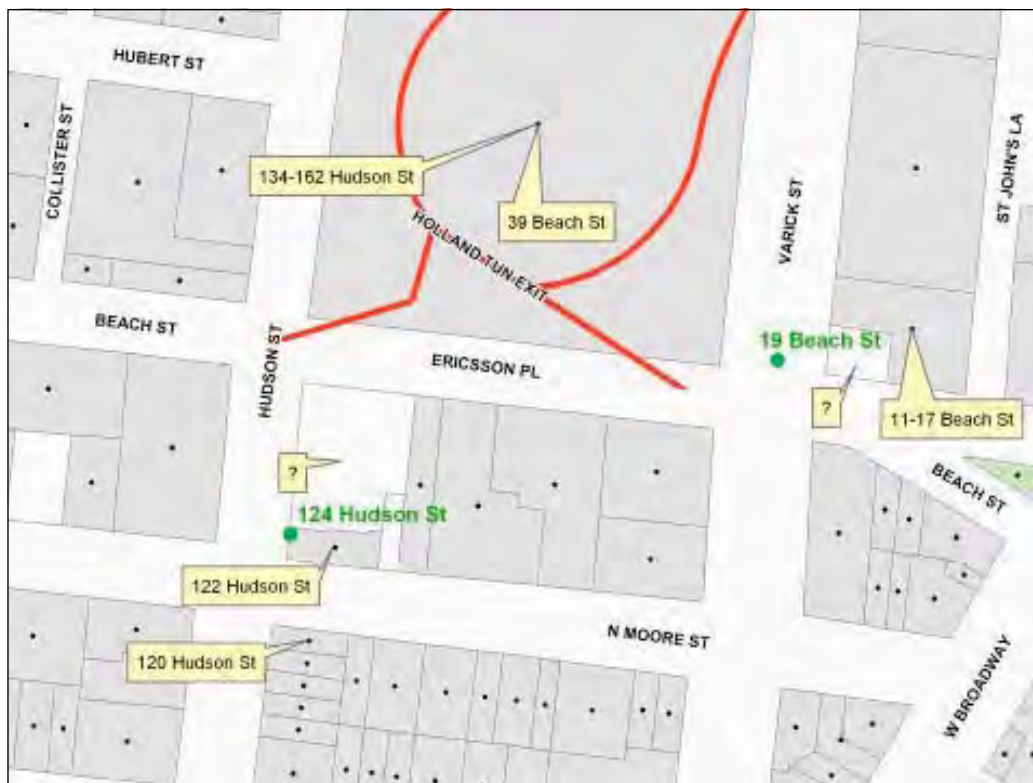 HUBERT ST
COLLISTER ST
134-162 Hudson St
39 Beach St
HOLLAND TUN EXIT
VARICK ST
ST JOHN'S LA
BEACH ST
HUDSON ST
ERICSSON PL
19 Beach St
?
11-17 Beach St
BEACH ST
?
124 Hudson St
122 Hudson St
120 Hudson St
N MOORE ST
W BROADWAY